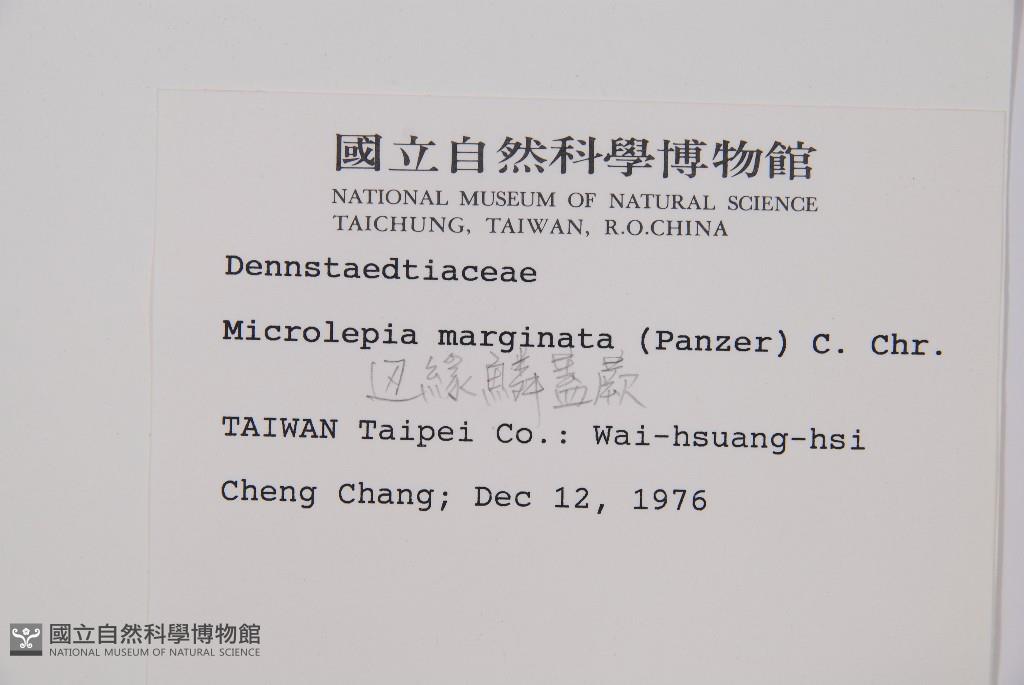 國立自然科學博物館
NATIONAL MUSEUM OF NATURAL SCIENCE
TAICHUNG, TAIWAN, R.O.CHINA
Dennstaedtiaceae
Microlepia marginata (Panzer) C. Chr.
边緣鱗蓋蕨
TAIWAN Taipei Co.: Wai-hsuang-hsi
Cheng Chang; Dec 12, 1976
國立自然科學博物館
NATIONAL MUSEUM OF NATURAL SCIENCE